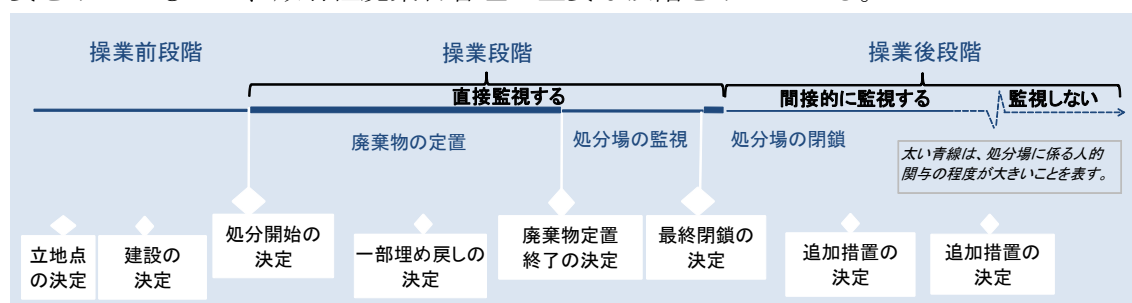 操業前段階
操業段階
操業後段階
直接監視する
間接的に監視する
監視しない
廃棄物の定置
処分場の監視
処分場の閉鎖
太い青線は、処分場に係る人的
関与の程度が大きいことを表す。
立地点
の決定
建設の
決定
処分開始の
決定
一部埋め戻しの
決定
廃棄物定置
終了の決定
最終閉鎖の
決定
追加措置の
決定
追加措置の
決定